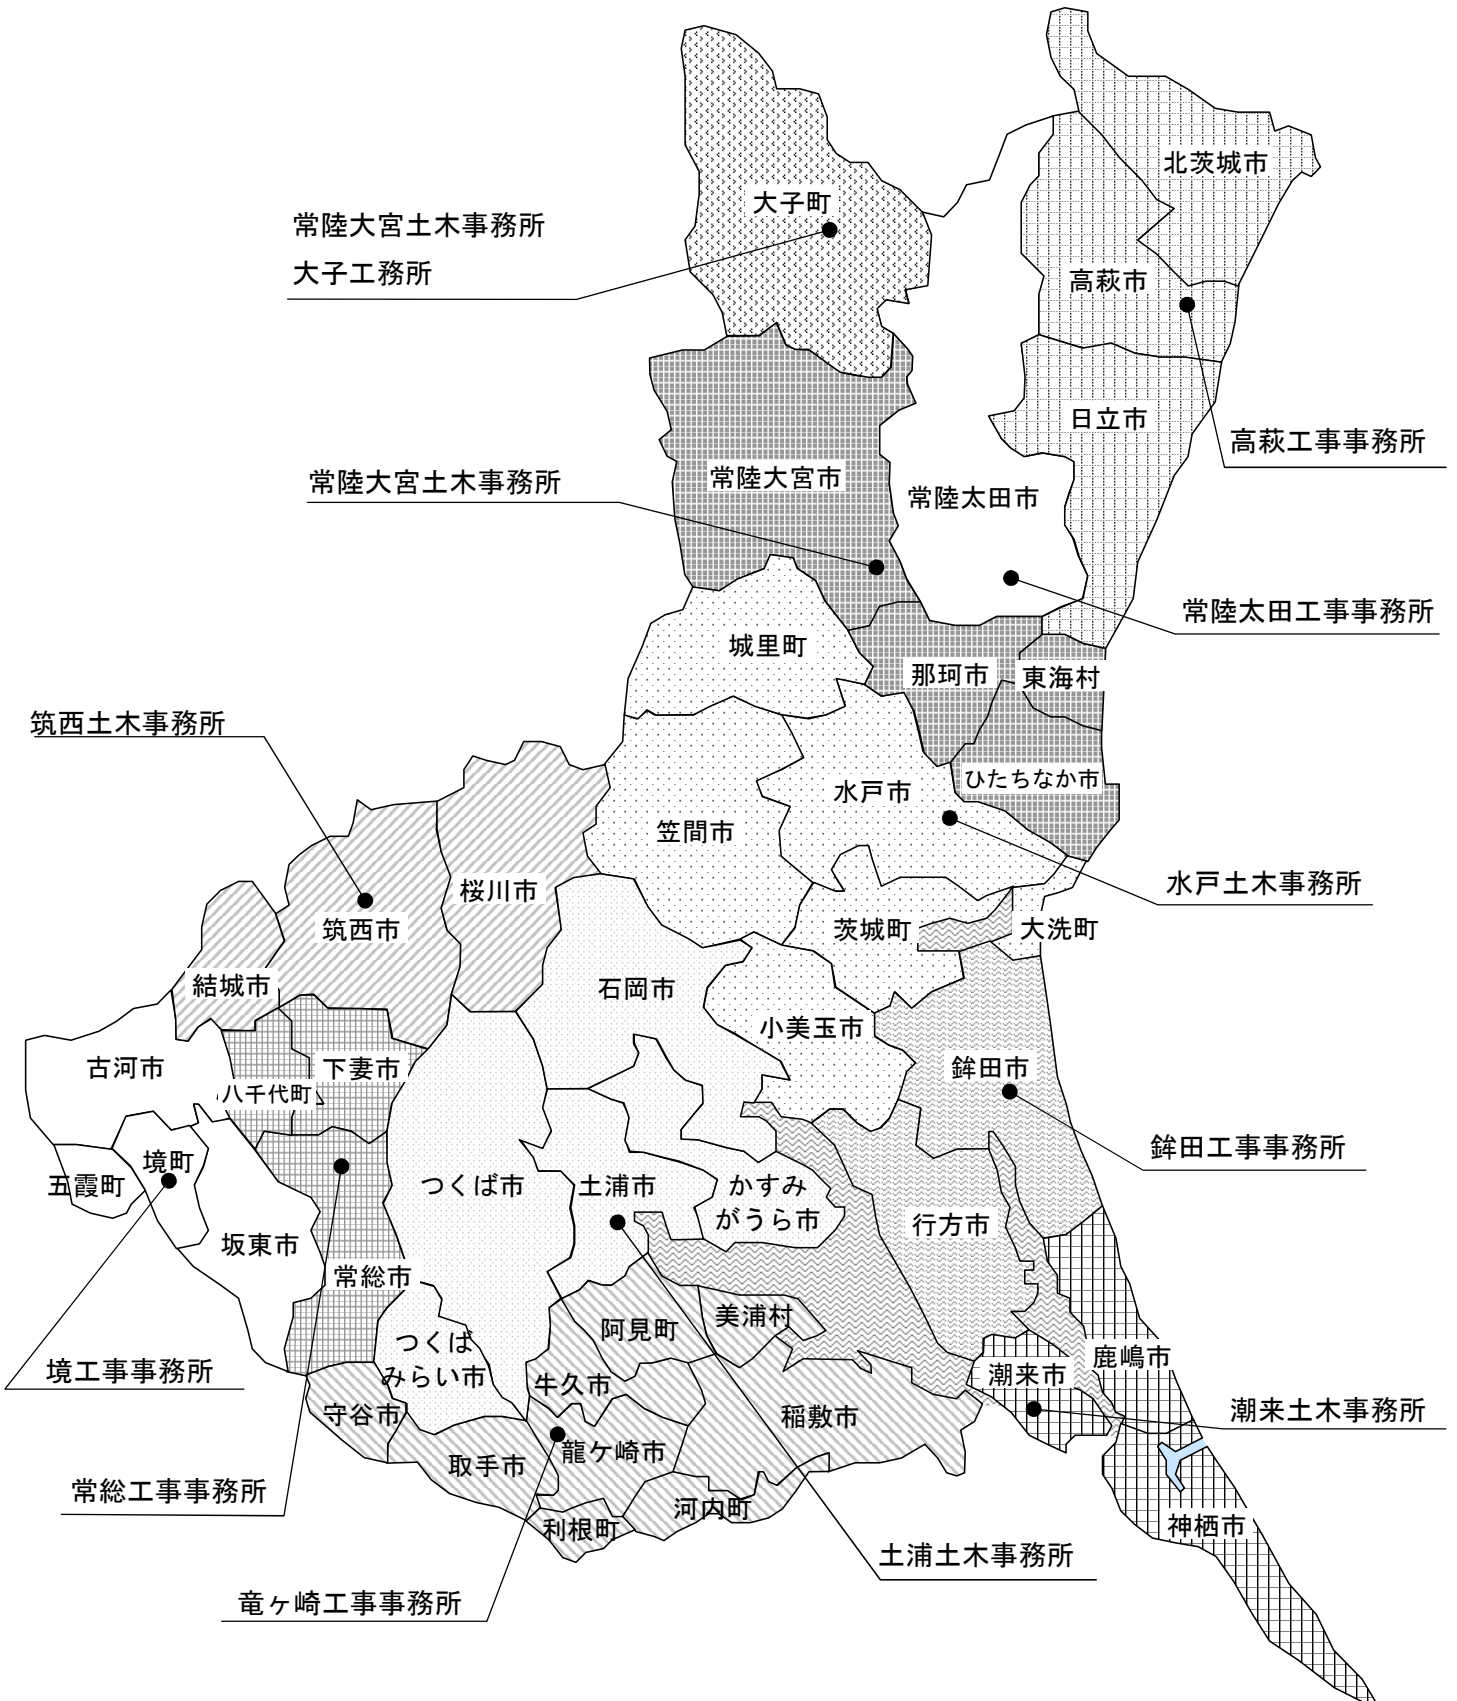 北茨城市
大子町
常陸大宮土木事務所
大子工務所
高萩市
日立市
高萩工事事務所
常陸大宮市
常陸大宮土木事務所
常陸太田市
常陸太田工事事務所
城里町
那珂市
東海村
筑西土木事務所
ひたちなか市
水戸市
笠間市
水戸土木事務所
桜川市
筑西市
茨城町
大洗町
結城市
石岡市
小美玉市
古河市
下妻市
八千代町
鉾田市
鉾田工事事務所
境町
五霞町
つくば市
土浦市
かすみ
がうら市
行方市
坂東市
常総市
阿見町
美浦村
つくば
みらい市
鹿嶋市
境工事事務所
潮来市
牛久市
守谷市
稲敷市
潮来土木事務所
龍ケ崎市
取手市
常総工事事務所
河内町
利根町
神栖市
土浦土木事務所
竜ヶ崎工事事務所